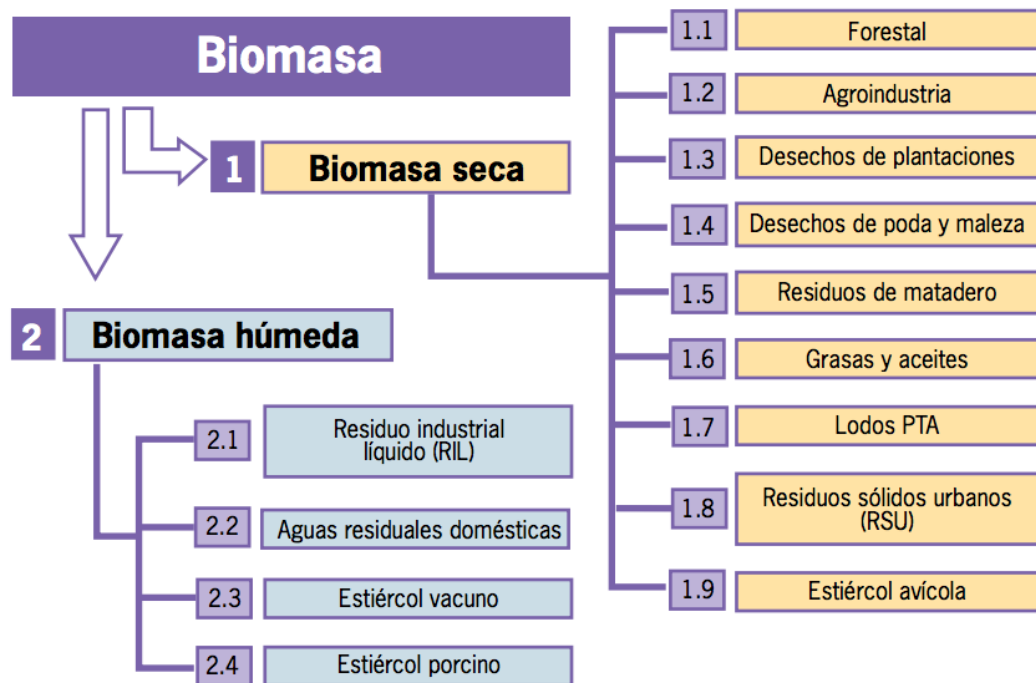 Biomasa
1 Biomasa seca
1.1 Forestal
1.2 Agroindustria
1.3 Desechos de plantaciones
1.4 Desechos de poda y maleza
1.5 Residuos de matadero
1.6 Grasas y aceites
1.7 Lodos PTA
1.8 Residuos sólidos urbanos
(RSU)
1.9 Estiércol avícola
2 Biomasa húmeda
2.1 Residuo industrial
líquido (RIL)
2.2 Aguas residuales domésticas
2.3 Estiércol vacuno
2.4 Estiércol porcino